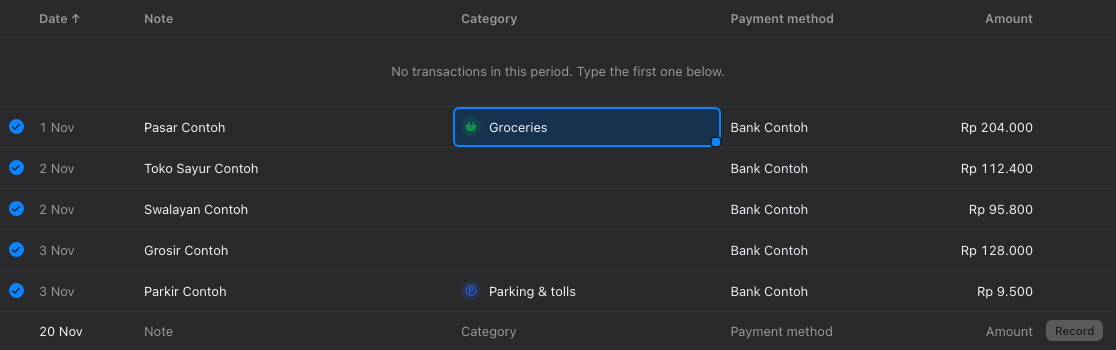 Date ↑ Note Category Payment method Amount
No transactions in this period. Type the first one below.
1 Nov Pasar Contoh Groceries Bank Contoh Rp 204.000
2 Nov Toko Sayur Contoh Bank Contoh Rp 112.400
2 Nov Swalayan Contoh Bank Contoh Rp 95.800
3 Nov Grosir Contoh Bank Contoh Rp 128.000
3 Nov Parkir Contoh Parking & tolls Bank Contoh Rp 9.500
20 Nov Note Category Payment method Amount Record